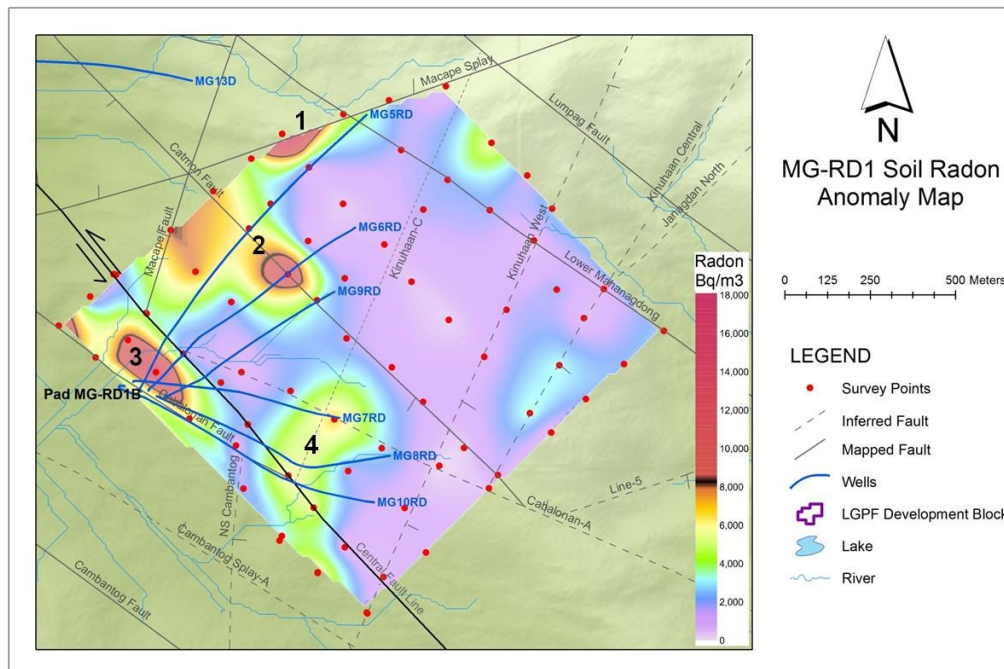 MG13D
Macape Splay
Lumpag Fault
1
MG5RD
Catmon Fault
Kinuhaan Central
Janagdan North
Kinuhaan West
Kinuhaan-C
MG6RD
2
Macape Fault
Lower Mahanagdong
MG9RD
3
Pad MG-RD1B
Cabalonan Fault
MG7RD
4
MG8RD
MG10RD
NS Cambantog
Line-5
Cabalonan-A
Cambantog Splay-A
Central Fault Line
Cambantog Fault
Radon
Bq/m3
18,000
16,000
14,000
12,000
10,000
8,000
6,000
4,000
2,000
0
N
MG-RD1 Soil Radon
Anomaly Map
0 125 250 500 Meters
LEGEND
Survey Points
Inferred Fault
Mapped Fault
Wells
LGPF Development Block
Lake
River